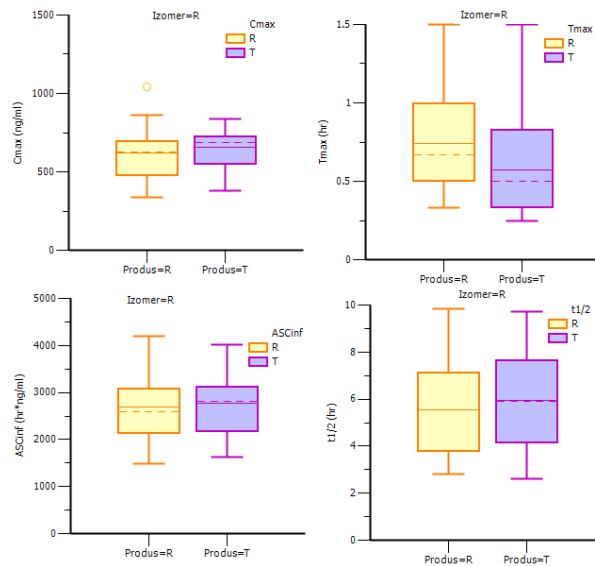 Izomer=R
Cmax
R
T
1500
1000
500
0
Cmax (ng/ml)
Produs=R
Produs=T
Izomer=R
Tmax
R
T
1.5
1
0.5
0
Tmax (hr)
Produs=R
Produs=T
Izomer=R
ASCinf
R
T
5000
4000
3000
2000
1000
0
ASCinf (hr*ng/ml)
Produs=R
Produs=T
Izomer=R
t1/2
R
T
10
8
6
4
2
0
t1/2 (hr)
Produs=R
Produs=T